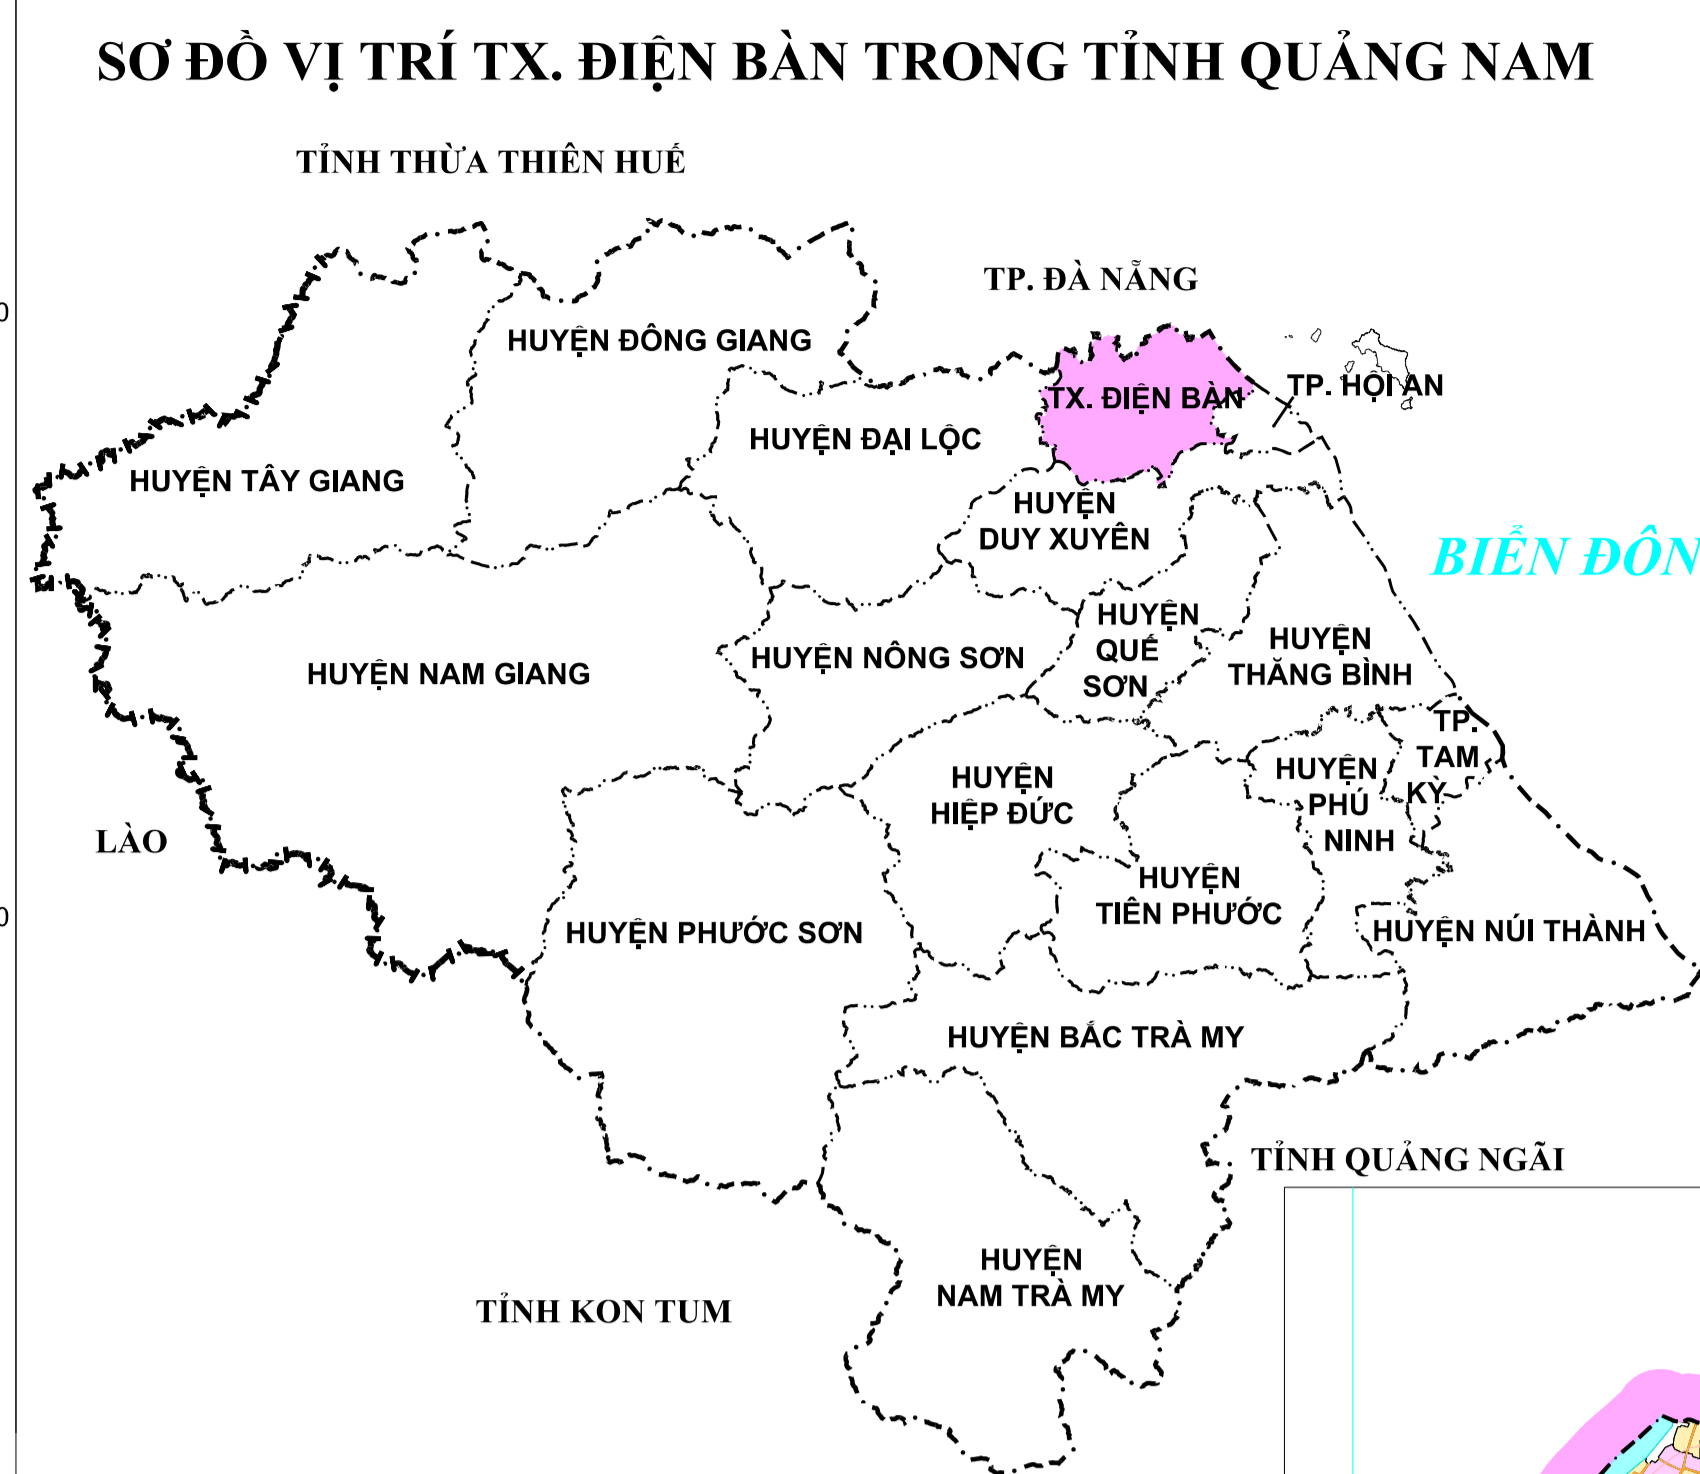 SƠ ĐỒ VỊ TRÍ TX. ĐIỆN BÀN TRONG TỈNH QUẢNG NAM
TỈNH THỪA THIÊN HUẾ
TP. ĐÀ NẴNG
0
HUYỆN ĐÔNG GIANG
TX. ĐIỆN BÀN
TP. HỘI AN
HUYỆN ĐẠI LỘC
HUYỆN TÂY GIANG
HUYỆN
DUY XUYÊN
BIỂN ĐÔN
HUYỆN
QUẾ
SƠN
HUYỆN
THĂNG BÌNH
HUYỆN NÔNG SƠN
HUYỆN NAM GIANG
TP.
TAM
KỲ
HUYỆN
PHÚ
NINH
HUYỆN
HIỆP ĐỨC
LÀO
HUYỆN
TIÊN PHƯỚC
0
HUYỆN PHƯỚC SƠN
HUYỆN NÚI THÀNH
HUYỆN BẮC TRÀ MY
TỈNH QUẢNG NGÃI
HUYỆN
NAM TRÀ MY
TỈNH KON TUM